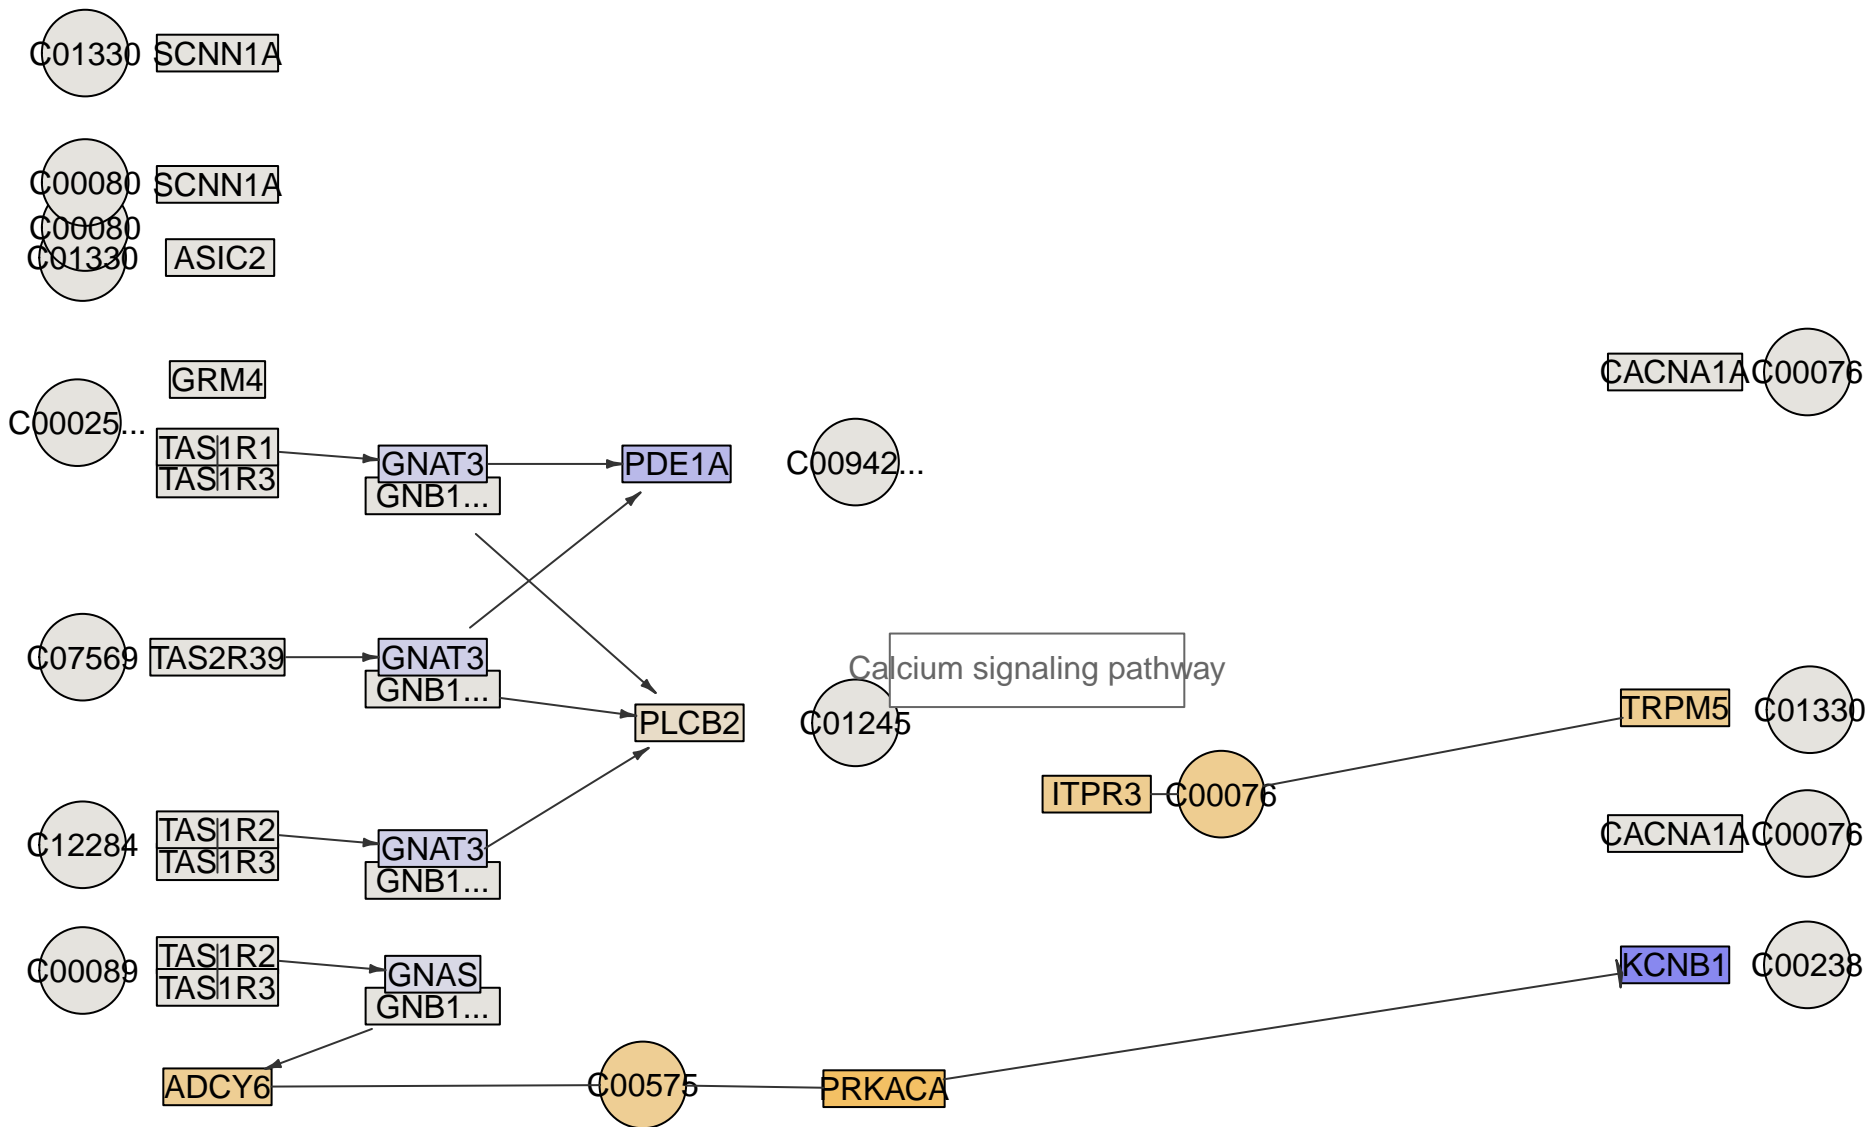 C01330 SCNN1A
C00080 SCNN1A
C00080
C01330 ASIC2
GRM4
CACNA1A C00076
C00025...
TAS1R1
GNAT3 PDE1A C00942...
TAS1R3
GNB1...
C07569 TAS2R39 GNAT3
Calcium signaling pathway
GNB1...
PLCB2 C01245
TRPM5 C01330
ITPR3 C00076
C12284 TAS1R2
GNAT3
CACNA1A C00076
TAS1R3
GNB1...
C00089 TAS1R2
GNAS
KCNB1 C00238
TAS1R3
GNB1...
ADCY6 C00575 PRKACA